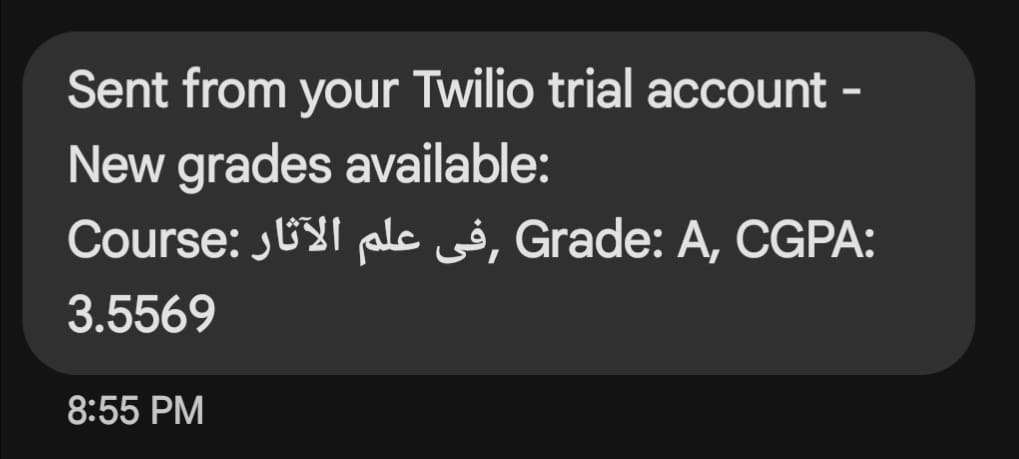 Sent from your Twilio trial account -
New grades available:
Course: فى علم الآثار, Grade: A, CGPA:
3.5569
8:55 PM